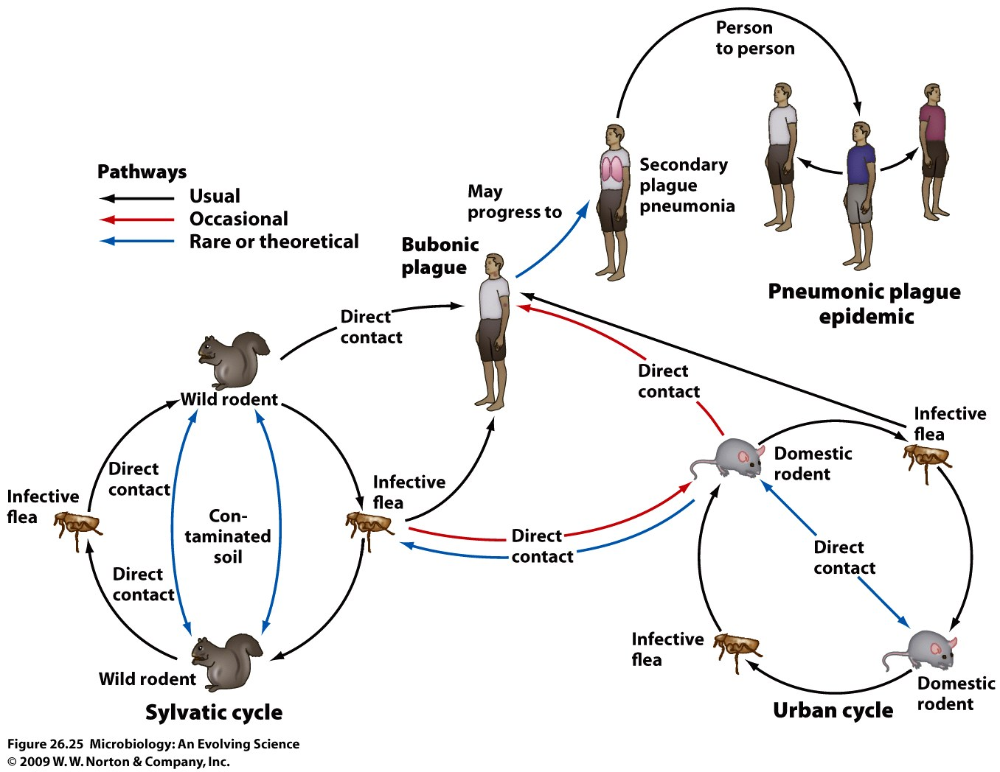 Person
to person
Secondary
plague
pneumonia
Pathways
Usual
Occasional
Rare or theoretical
May
progress to
Bubonic
plague
Pneumonic plague
epidemic
Direct
contact
Wild rodent
Direct
contact
Infective
flea
Infective
flea
Con-
taminated
soil
Direct
contact
Wild rodent
Sylvatic cycle
Direct
contact
Direct
contact
Infective
flea
Domestic
rodent
Direct
contact
Infective
flea
Domestic
rodent
Urban cycle
Figure 26.25 Microbiology: An Evolving Science
© 2009 W. W. Norton & Company, Inc.